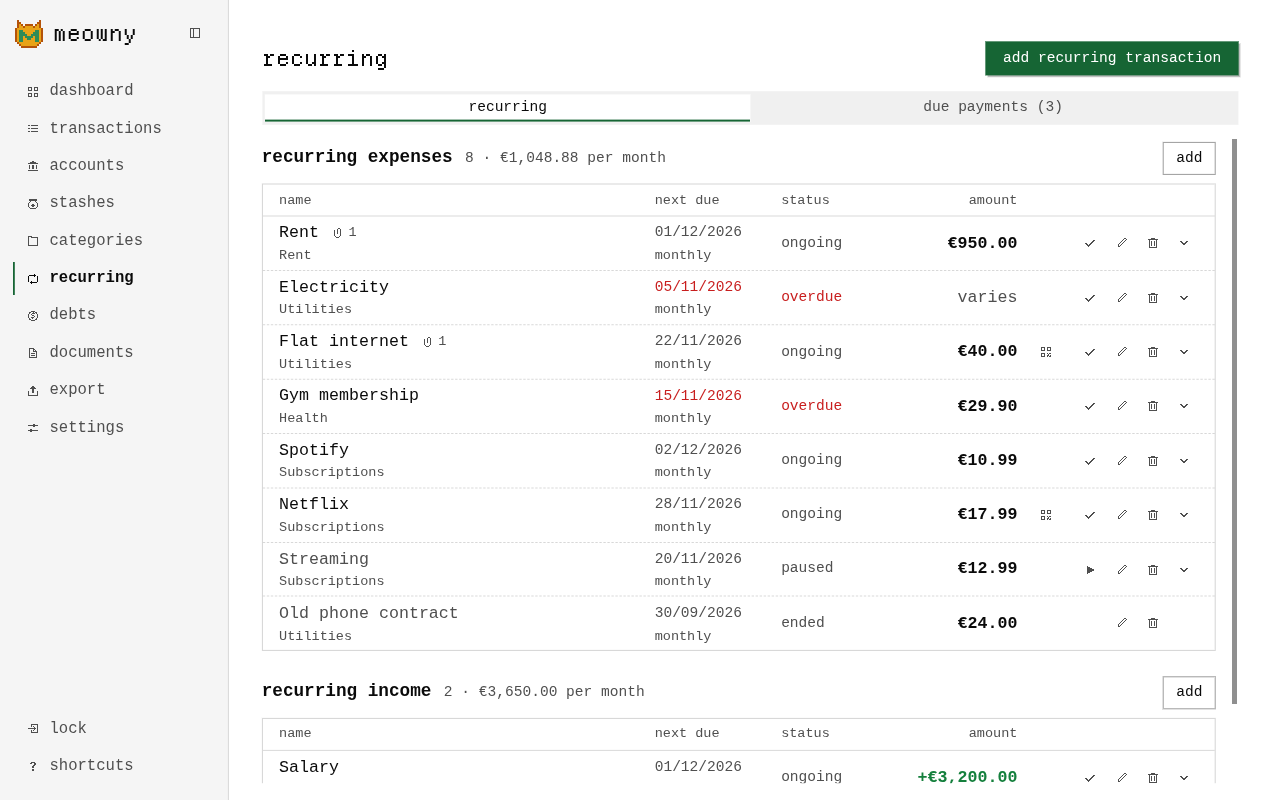 meowny
dashboard
transactions
accounts
stashes
categories
recurring
debts
documents
export
settings
lock
? shortcuts
recurring
add recurring transaction
recurring
due payments (3)
recurring expenses 8 · €1,048.88 per month
add
name next due status amount
Rent 1 01/12/2026 ongoing €950.00
Rent monthly
Electricity 05/11/2026 overdue varies
Utilities monthly
Flat internet 1 22/11/2026 ongoing €40.00
Utilities monthly
Gym membership 15/11/2026 overdue €29.90
Health monthly
Spotify 02/12/2026 ongoing €10.99
Subscriptions monthly
Netflix 28/11/2026 ongoing €17.99
Subscriptions monthly
Streaming 20/11/2026 paused €12.99
Subscriptions monthly
Old phone contract 30/09/2026 ended €24.00
Utilities monthly
recurring income 2 · €3,650.00 per month
add
name next due status amount
Salary 01/12/2026 ongoing +€3,200.00